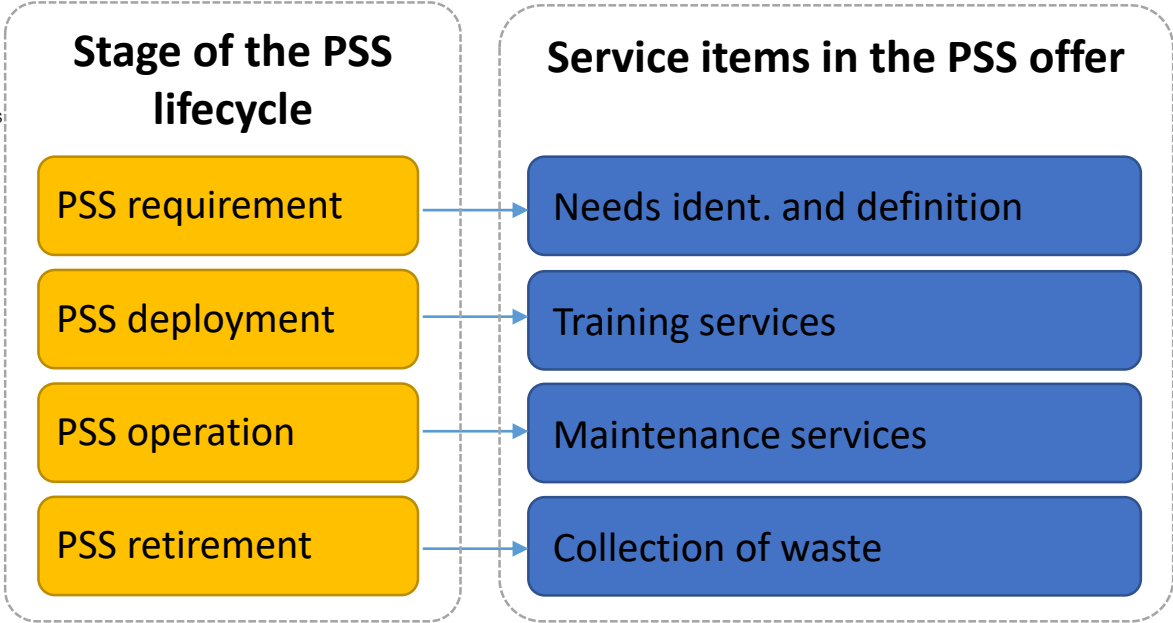 Stage of the PSS
lifecycle
PSS requirement
PSS deployment
PSS operation
PSS retirement
Service items in the PSS offer
Needs ident. and definition
Training services
Maintenance services
Collection of waste